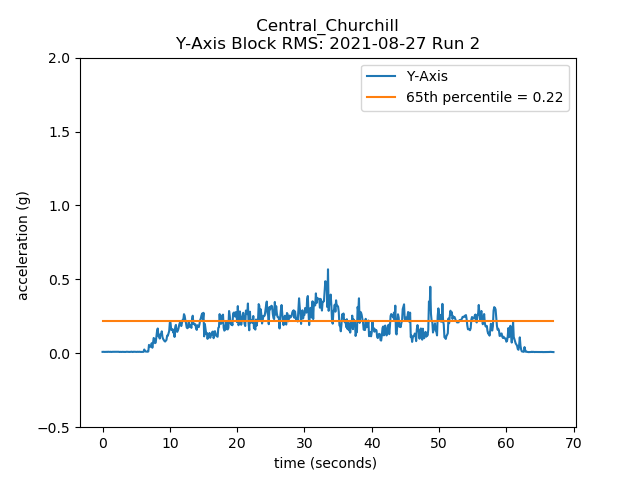 Central_Churchill
Y-Axis Block RMS: 2021-08-27 Run 2
2.0
1.5
1.0
0.5
0.0
−0.5
acceleration (g)
Y-Axis
65th percentile = 0.22
0 10 20 30 40 50 60 70
time (seconds)